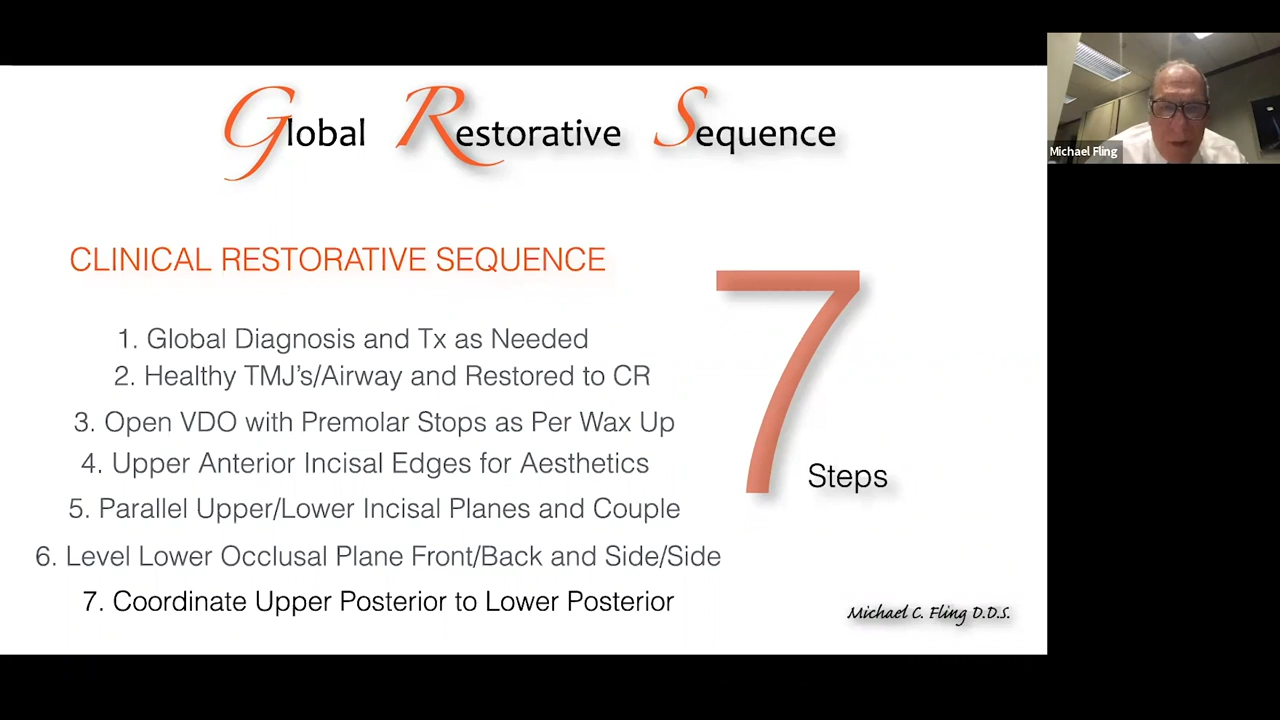 Global Restorative Sequence
CLINICAL RESTORATIVE SEQUENCE
1. Global Diagnosis and Tx as Needed
2. Healthy TMJ's/Airway and Restored to CR
3. Open VDO with Premolar Stops as Per Wax Up
4. Upper Anterior Incisal Edges for Aesthetics
5. Parallel Upper/Lower Incisal Planes and Couple
6. Level Lower Occlusal Plane Front/Back and Side/Side
7. Coordinate Upper Posterior to Lower Posterior
7
Steps
Michael C. Fling D.D.S.
Michael Fling